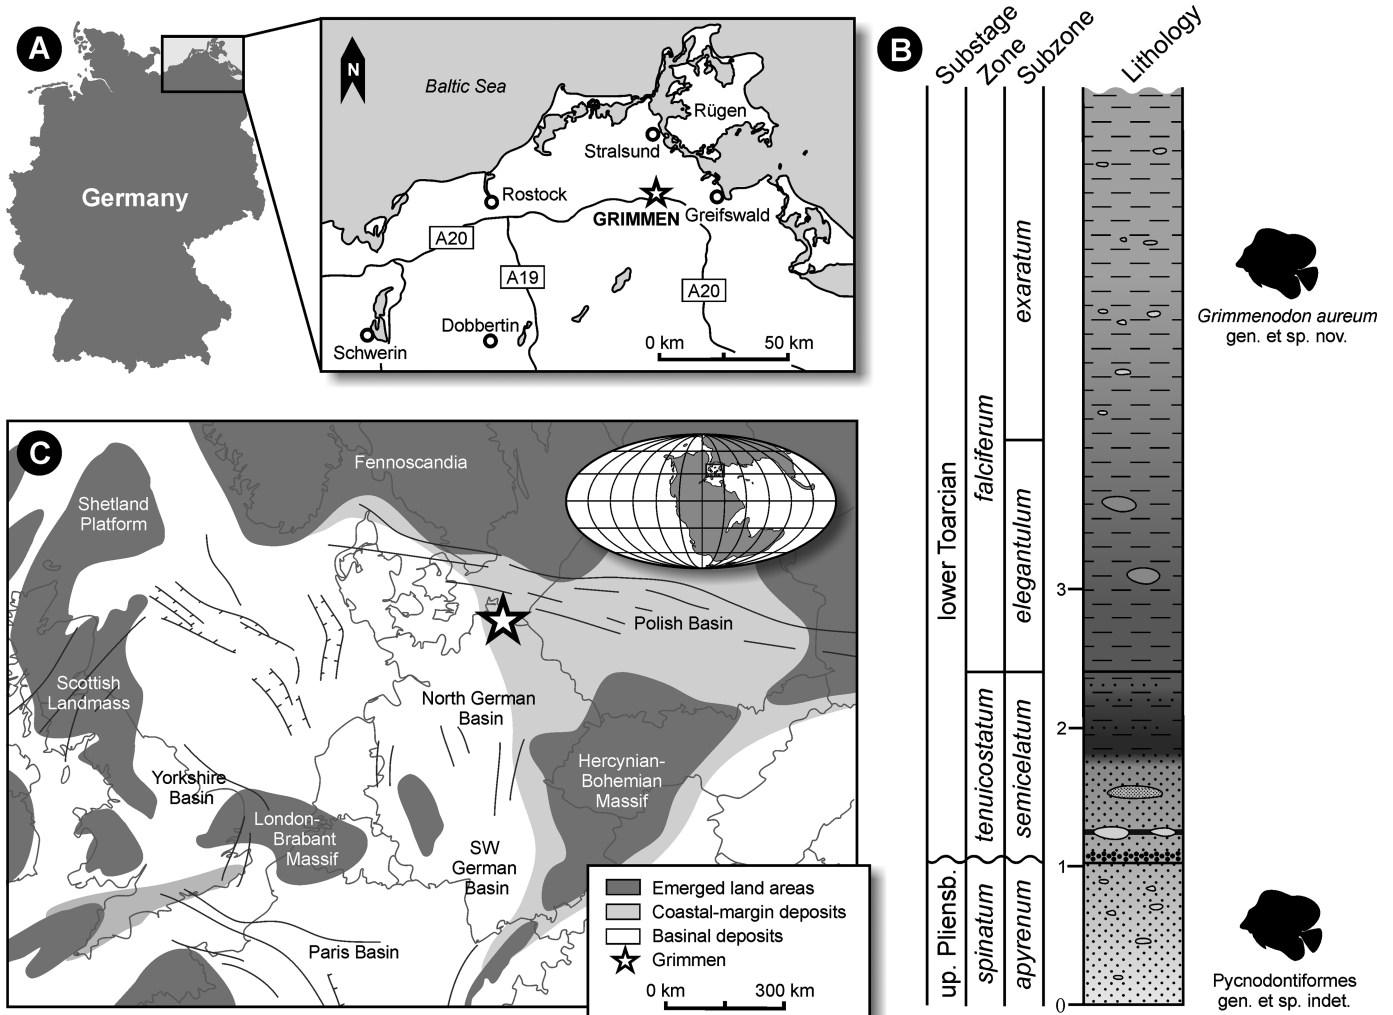 A
Germany
N
Baltic Sea
Rügen
Stralsund
Rostock
GRIMMEN
Greifswald
A20
A19
A20
Dobbertin
Schwerin
0 km
50 km
B
Substage
Zone
Subzone
Lithology
lower Toarcian
up. Pliensb.
falciferum
tenuicostatum
spinatum
exaratum
elegantulum
semicelatum
apyrenum
3
2
1
0
Grimmenodon aureum
gen. et sp. nov.
Pycnodontiformes
gen. et sp. indet.
C
Fennoscandia
Shetland
Platform
Polish Basin
Scottish
Landmass
North German
Basin
Hercynian-
Bohemian
Massif
Yorkshire
Basin
London-
Brabant
Massif
SW
German
Basin
Paris Basin
Emerged land areas
Coastal-margin deposits
Basinal deposits
Grimmen
0 km
300 km